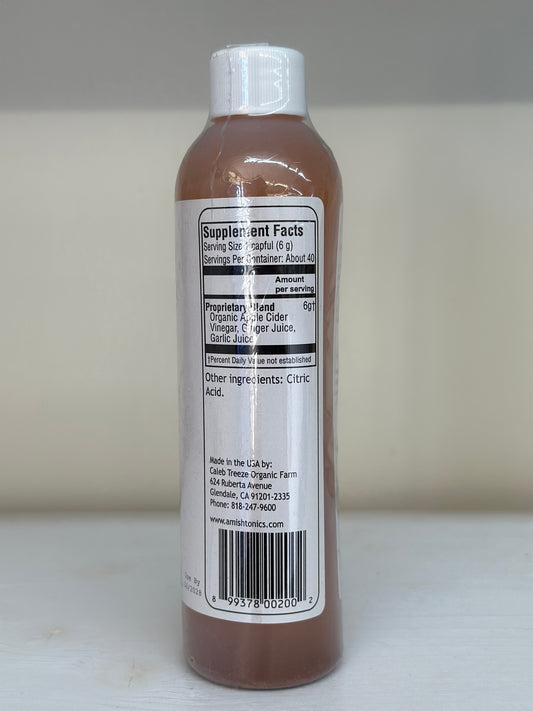 Supplement Facts
Serving Size 1 capful (6 g)
Servings Per Container: About 40
Amount
per serving
Proprietary Blend 6g†
Organic Apple Cider
Vinegar, Ginger Juice,
Garlic Juice
†Percent Daily Value not established
Other ingredients: Citric
Acid.
Made in the USA by:
Caleb Treeze Organic Farm
624 Ruberta Avenue
Glendale, CA 91201-2335
Phone: 818-247-9600
www.amishtonics.com
8 99378 00200 2
Use By
/2028